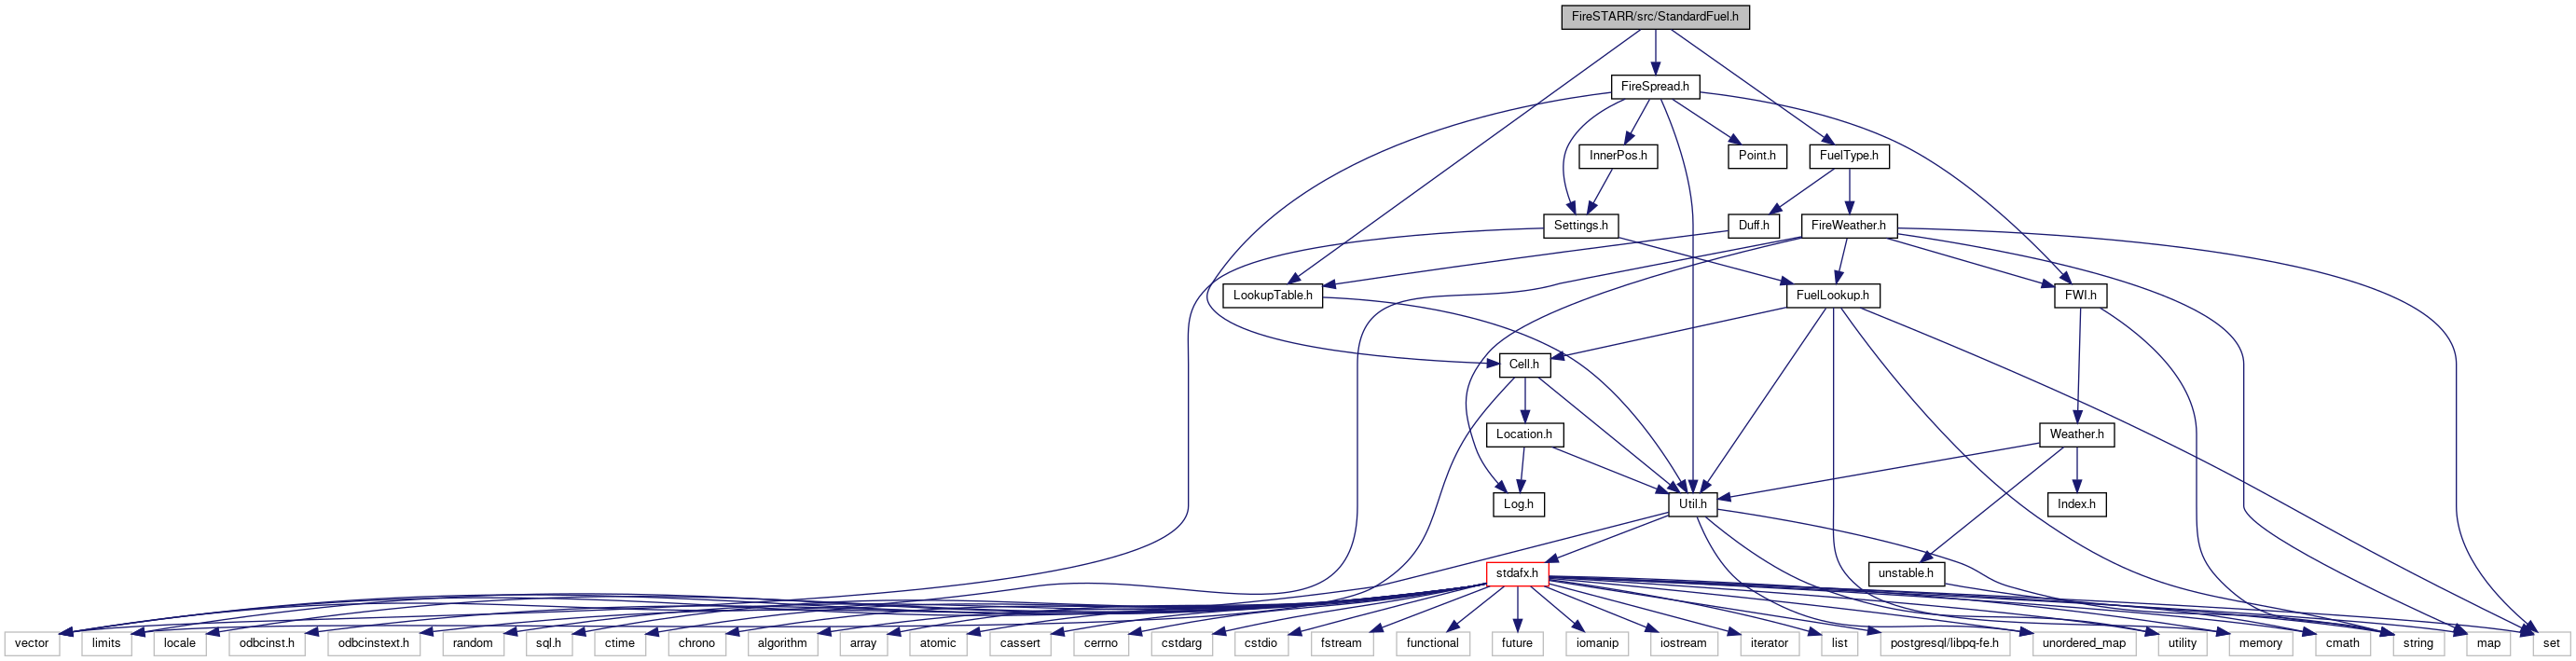 FireSTARR/src/StandardFuel.h
FireSpread.h
InnerPos.h
Point.h
FuelType.h
Settings.h
Duff.h
FireWeather.h
LookupTable.h
FuelLookup.h
FWI.h
Cell.h
Location.h
Weather.h
Log.h
Util.h
Index.h
stdafx.h
unstable.h
vector
limits
locale
odbcinst.h
odbcinstext.h
random
sql.h
ctime
chrono
algorithm
array
atomic
cassert
cerrno
cstdarg
cstdio
fstream
functional
future
iomanip
iostream
iterator
list
postgresql/libpq-fe.h
unordered_map
utility
memory
cmath
string
map
set